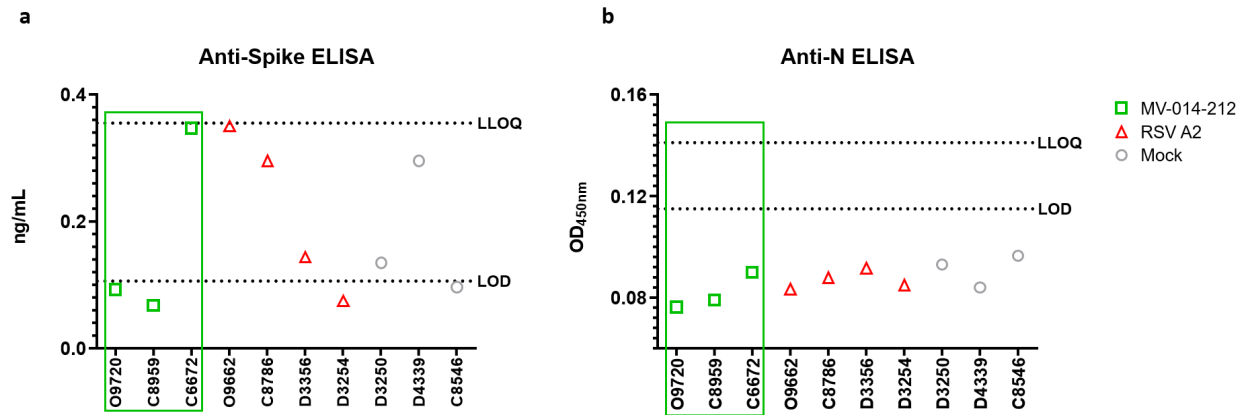 a
Anti-Spike ELISA
ng/mL
0.4
0.2
0.0
LLOQ
LOD
O9720
C8959
C6672
O9662
C8786
D3356
D3254
D3250
D4339
C8546
b
Anti-N ELISA
OD450nm
0.16
0.12
0.08
LLOQ
LOD
O9720
C8959
C6672
O9662
C8786
D3356
D3254
D3250
D4339
C8546
MV-014-212
RSV A2
Mock